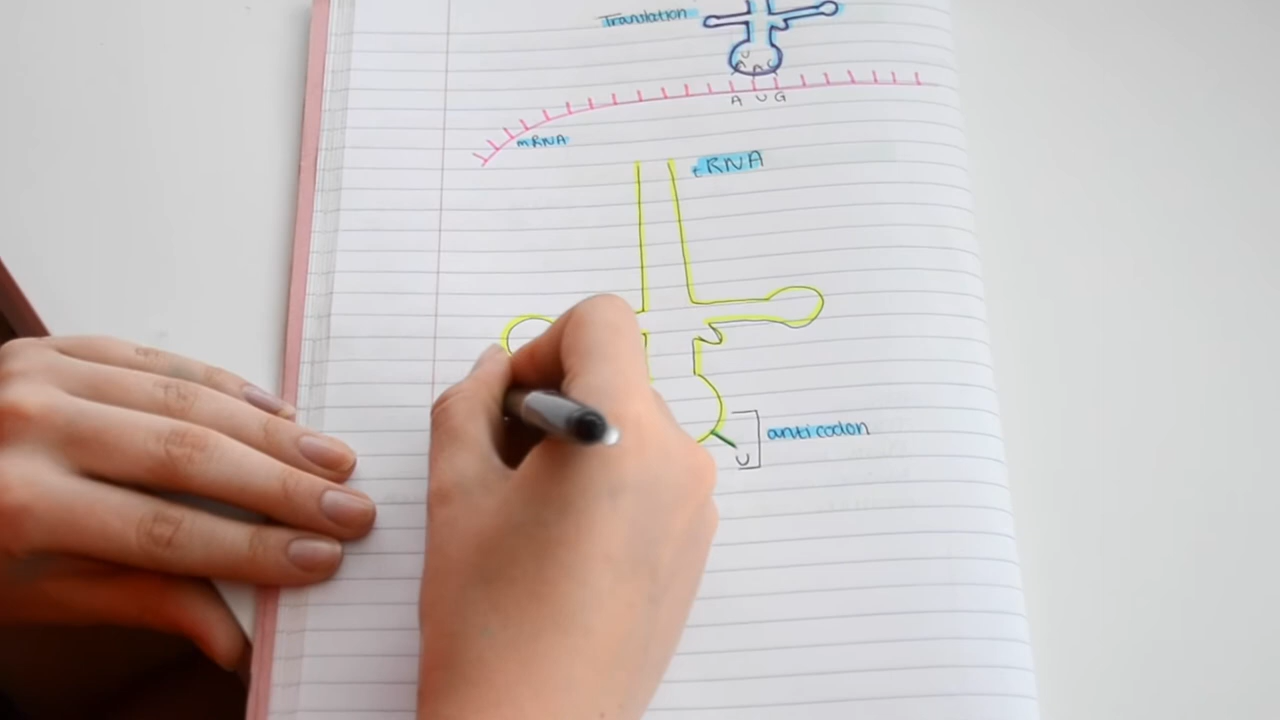 Translation
U
A A C
A U G
mRNA
tRNA
anticodon
U